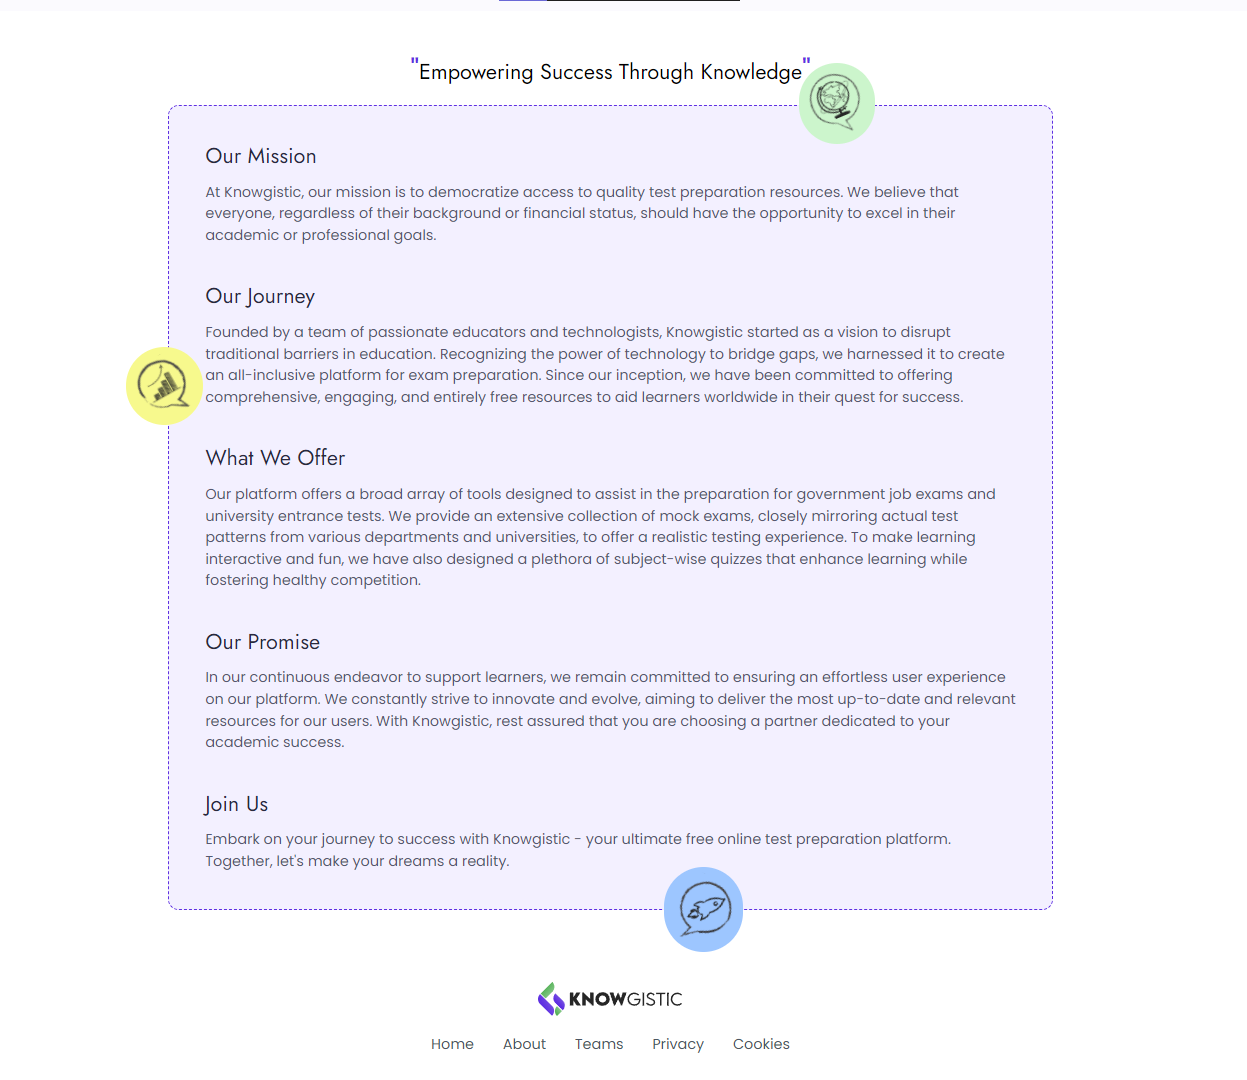 "Empowering Success Through Knowledge"
Our Mission
At Knowgistic, our mission is to democratize access to quality test preparation resources. We believe that
everyone, regardless of their background or financial status, should have the opportunity to excel in their
academic or professional goals.
Our Journey
Founded by a team of passionate educators and technologists, Knowgistic started as a vision to disrupt
traditional barriers in education. Recognizing the power of technology to bridge gaps, we harnessed it to create
an all-inclusive platform for exam preparation. Since our inception, we have been committed to offering
comprehensive, engaging, and entirely free resources to aid learners worldwide in their quest for success.
What We Offer
Our platform offers a broad array of tools designed to assist in the preparation for government job exams and
university entrance tests. We provide an extensive collection of mock exams, closely mirroring actual test
patterns from various departments and universities, to offer a realistic testing experience. To make learning
interactive and fun, we have also designed a plethora of subject-wise quizzes that enhance learning while
fostering healthy competition.
Our Promise
In our continuous endeavor to support learners, we remain committed to ensuring an effortless user experience
on our platform. We constantly strive to innovate and evolve, aiming to deliver the most up-to-date and relevant
resources for our users. With Knowgistic, rest assured that you are choosing a partner dedicated to your
academic success.
Join Us
Embark on your journey to success with Knowgistic - your ultimate free online test preparation platform.
Together, let's make your dreams a reality.
KNOWGISTIC
Home About Teams Privacy Cookies